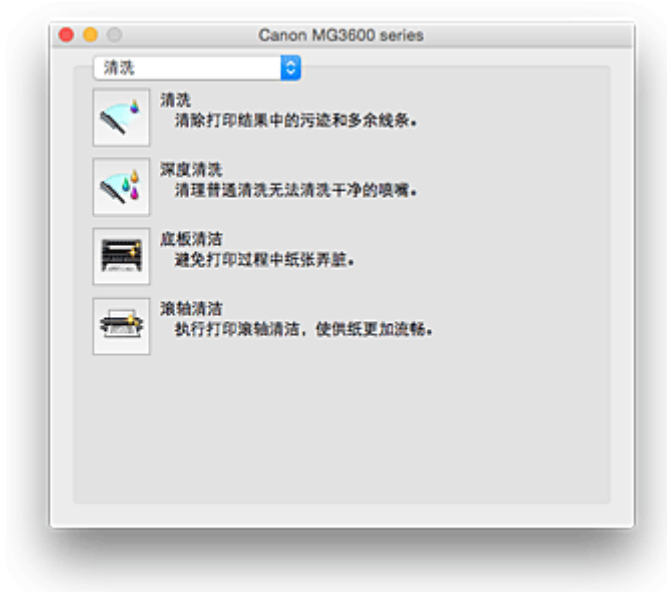 Canon MG3600 series
清洗
清洗
清除打印结果中的污迹和多余线条。
深度清洗
清理普通清洗无法清洗干净的喷嘴。
底板清洁
避免打印过程中纸张弄脏。
滚轴清洁
执行打印滚轴清洁，使供纸更加流畅。